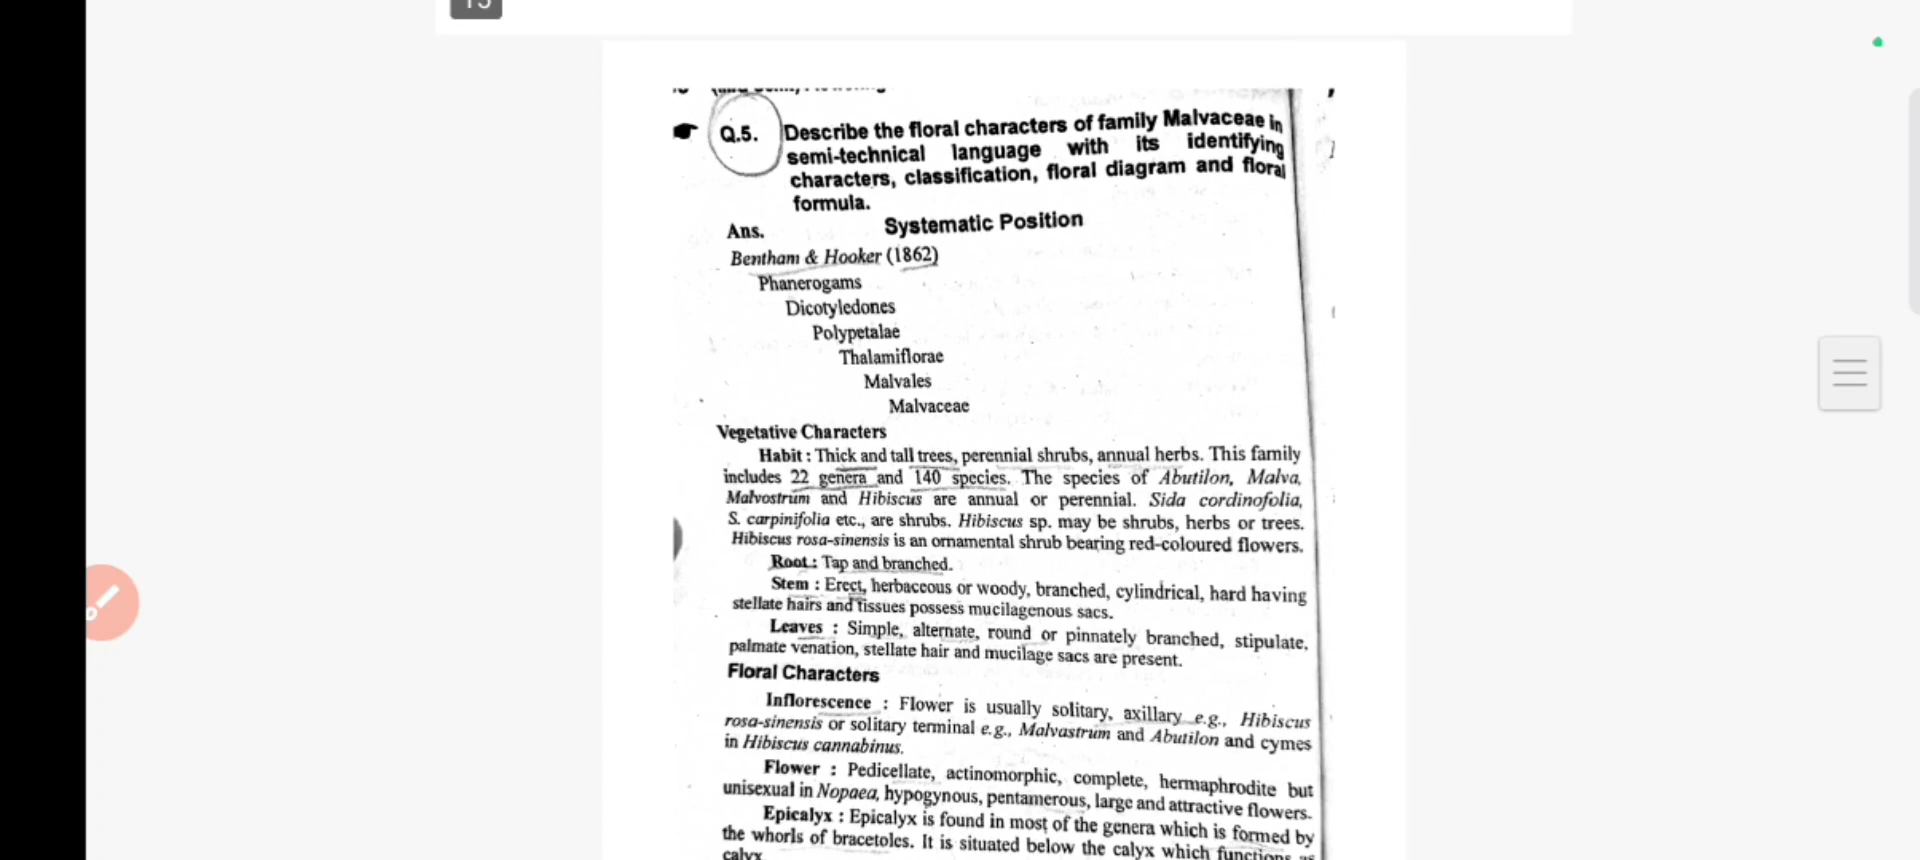 Q.5. Describe the floral characters of family Malvaceae in
semi-technical language with its identifying
characters, classification, floral diagram and floral
formula.
Ans. Systematic Position
Bentham & Hooker (1862)
Phanerogams
Dicotyledones
Polypetalae
Thalamiflorae
Malvales
Malvaceae
Vegetative Characters
Habit : Thick and tall trees, perennial shrubs, annual herbs. This family
includes 22 genera and 140 species. The species of Abutilon, Malva,
Malvostrum and Hibiscus are annual or perennial. Sida cordinofolia,
S. carpinifolia etc., are shrubs. Hibiscus sp. may be shrubs, herbs or trees.
Hibiscus rosa-sinensis is an ornamental shrub bearing red-coloured flowers.
Root : Tap and branched.
Stem : Erect, herbaceous or woody, branched, cylindrical, hard having
stellate hairs and tissues possess mucilagenous sacs.
Leaves : Simple, alternate, round or pinnately branched, stipulate,
palmate venation, stellate hair and mucilage sacs are present.
Floral Characters
Inflorescence : Flower is usually solitary, axillary e.g., Hibiscus
rosa-sinensis or solitary terminal e.g., Malvastrum and Abutilon and cymes
in Hibiscus cannabinus.
Flower : Pedicellate, actinomorphic, complete, hermaphrodite but
unisexual in Nopaea, hypogynous, pentamerous, large and attractive flowers.
Epicalyx : Epicalyx is found in most of the genera which is formed by
the whorls of bracetoles. It is situated below the calyx which functions as
calyx.